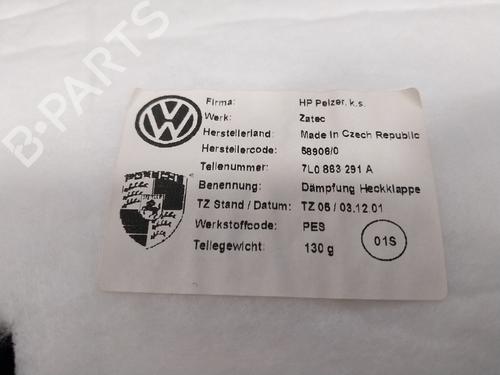 Firma: HP Pelzer, k.s.
Werk: Zatec
Herstellerland: Made in Czech Republic
Herstellercode: 58906/0
Teilenummer: 7L0 863 291 A
Benennung: Dämpfung Heckklappe
TZ Stand / Datum: TZ 05 / 03.12.01
Werkstoffcode: PES
Teilegewicht: 130 g
01S
B-PARTS